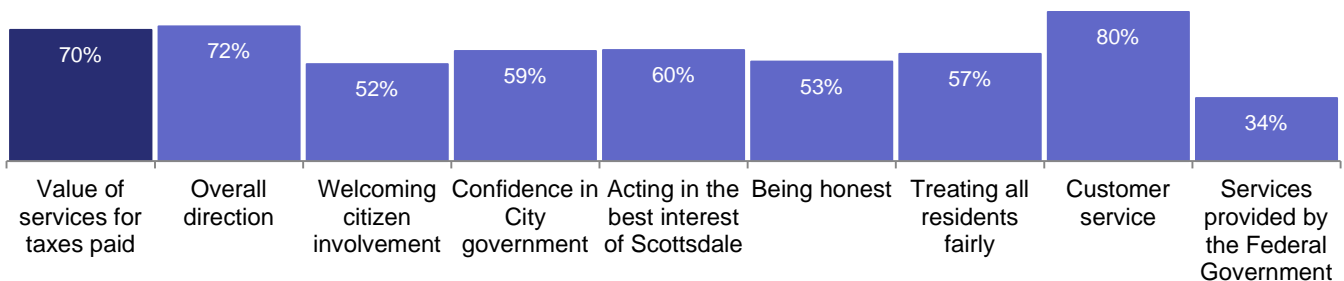 70%
72%
52%
59%
60%
53%
57%
80%
34%
Value of
services for
taxes paid
Overall
direction
Welcoming
citizen
involvement
Confidence in
City
government
Acting in the
best interest
of Scottsdale
Being honest
Treating all
residents
fairly
Customer
service
Services
provided by
the Federal
Government